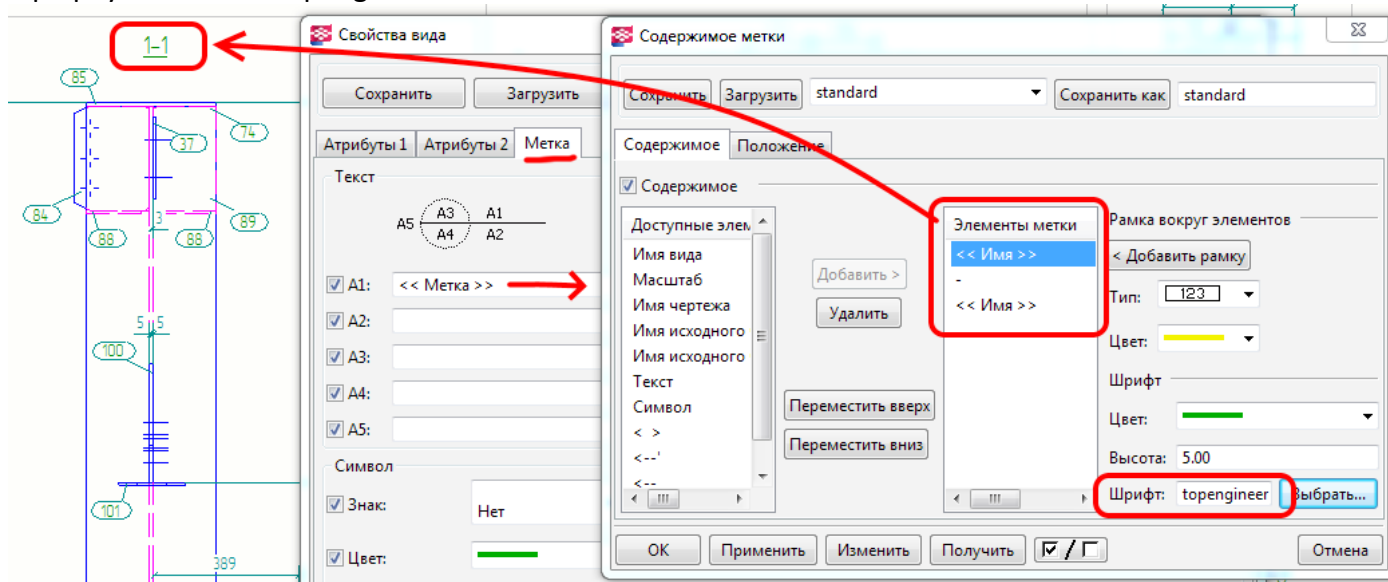 1-1
85
74
37
84
3
89
88
88
5 5
100
101
389
Свойства вида
Сохранить
Загрузить
Атрибуты 1
Атрибуты 2
Метка
Текст
A5
A3
A4
A1
A2
A1:
<< Метка >>
A2:
A3:
A4:
A5:
Символ
Знак:
Нет
Цвет:
Содержимое метки
Сохранить
Загрузить
standard
Сохранить как
standard
Содержимое
Положение
Содержимое
Доступные элем
Имя вида
Масштаб
Имя чертежа
Имя исходного
Имя исходного
Текст
Символ
< >
<--'
<--
Добавить >
Удалить
Переместить вверх
Переместить вниз
Элементы метки
<< Имя >>
-
<< Имя >>
Рамка вокруг элементов
< Добавить рамку
Тип:
123
Цвет:
Шрифт
Цвет:
Высота:
5.00
Шрифт:
topengineer
Выбрать...
ОК
Применить
Изменить
Получить
/
Отмена